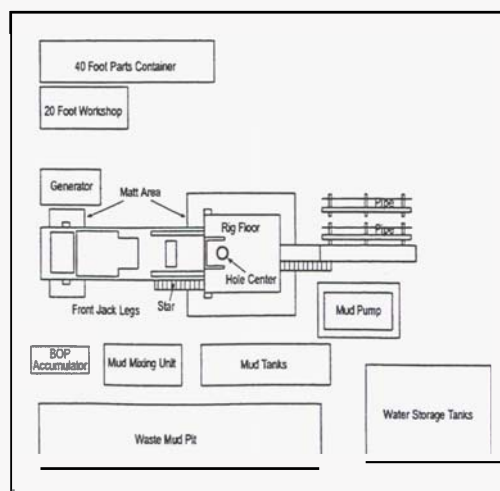 40 Foot Parts Container
20 Foot Workshop
Generator
Matt Area
Rig Floor
Pipe
Pipe
Hole Center
Front Jack Legs
Star
Mud Pump
BOP
Accumulator
Mud Mixing Unit
Mud Tanks
Water Storage Tanks
Waste Mud Pit